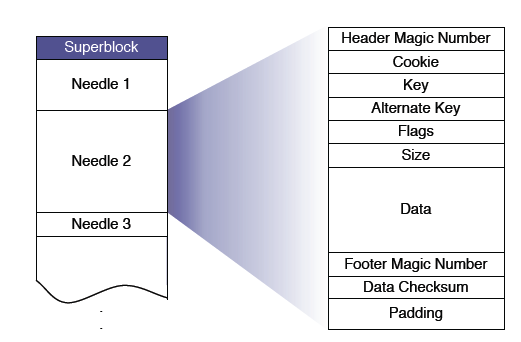 Superblock
Needle 1
Needle 2
Needle 3
Header Magic Number
Cookie
Key
Alternate Key
Flags
Size
Data
Footer Magic Number
Data Checksum
Padding